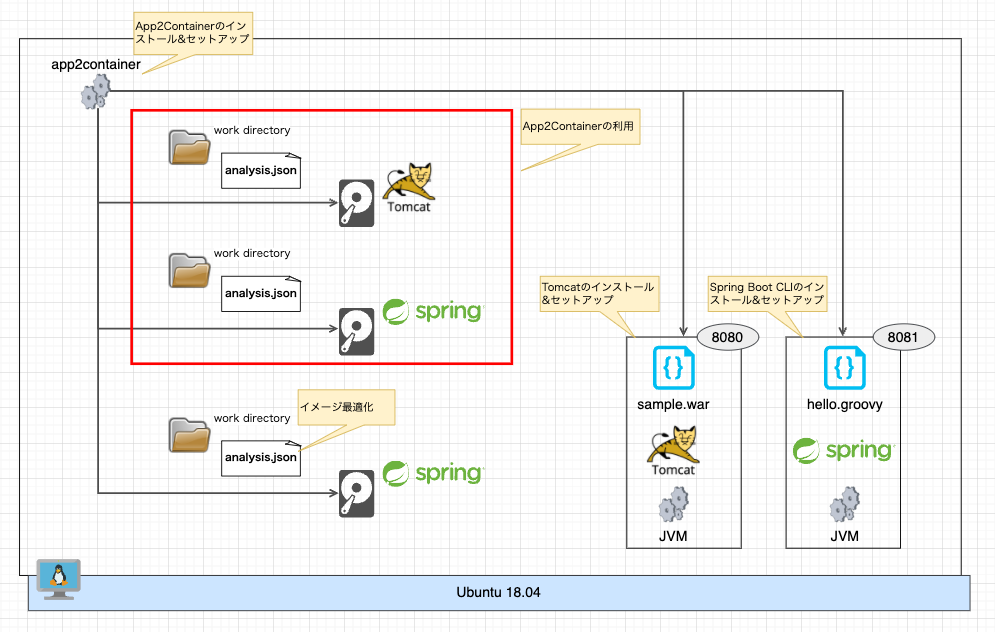 App2Containerのイン
ストール&セットアップ
app2container
work directory
analysis.json
Tomcat
App2Containerの利用
work directory
analysis.json
spring
Tomcatのインストール
&セットアップ
Spring Boot CLIのイン
ストール&セットアップ
8080
8081
sample.war
hello.groovy
Tomcat
spring
JVM
JVM
イメージ最適化
work directory
analysis.json
spring
Ubuntu 18.04